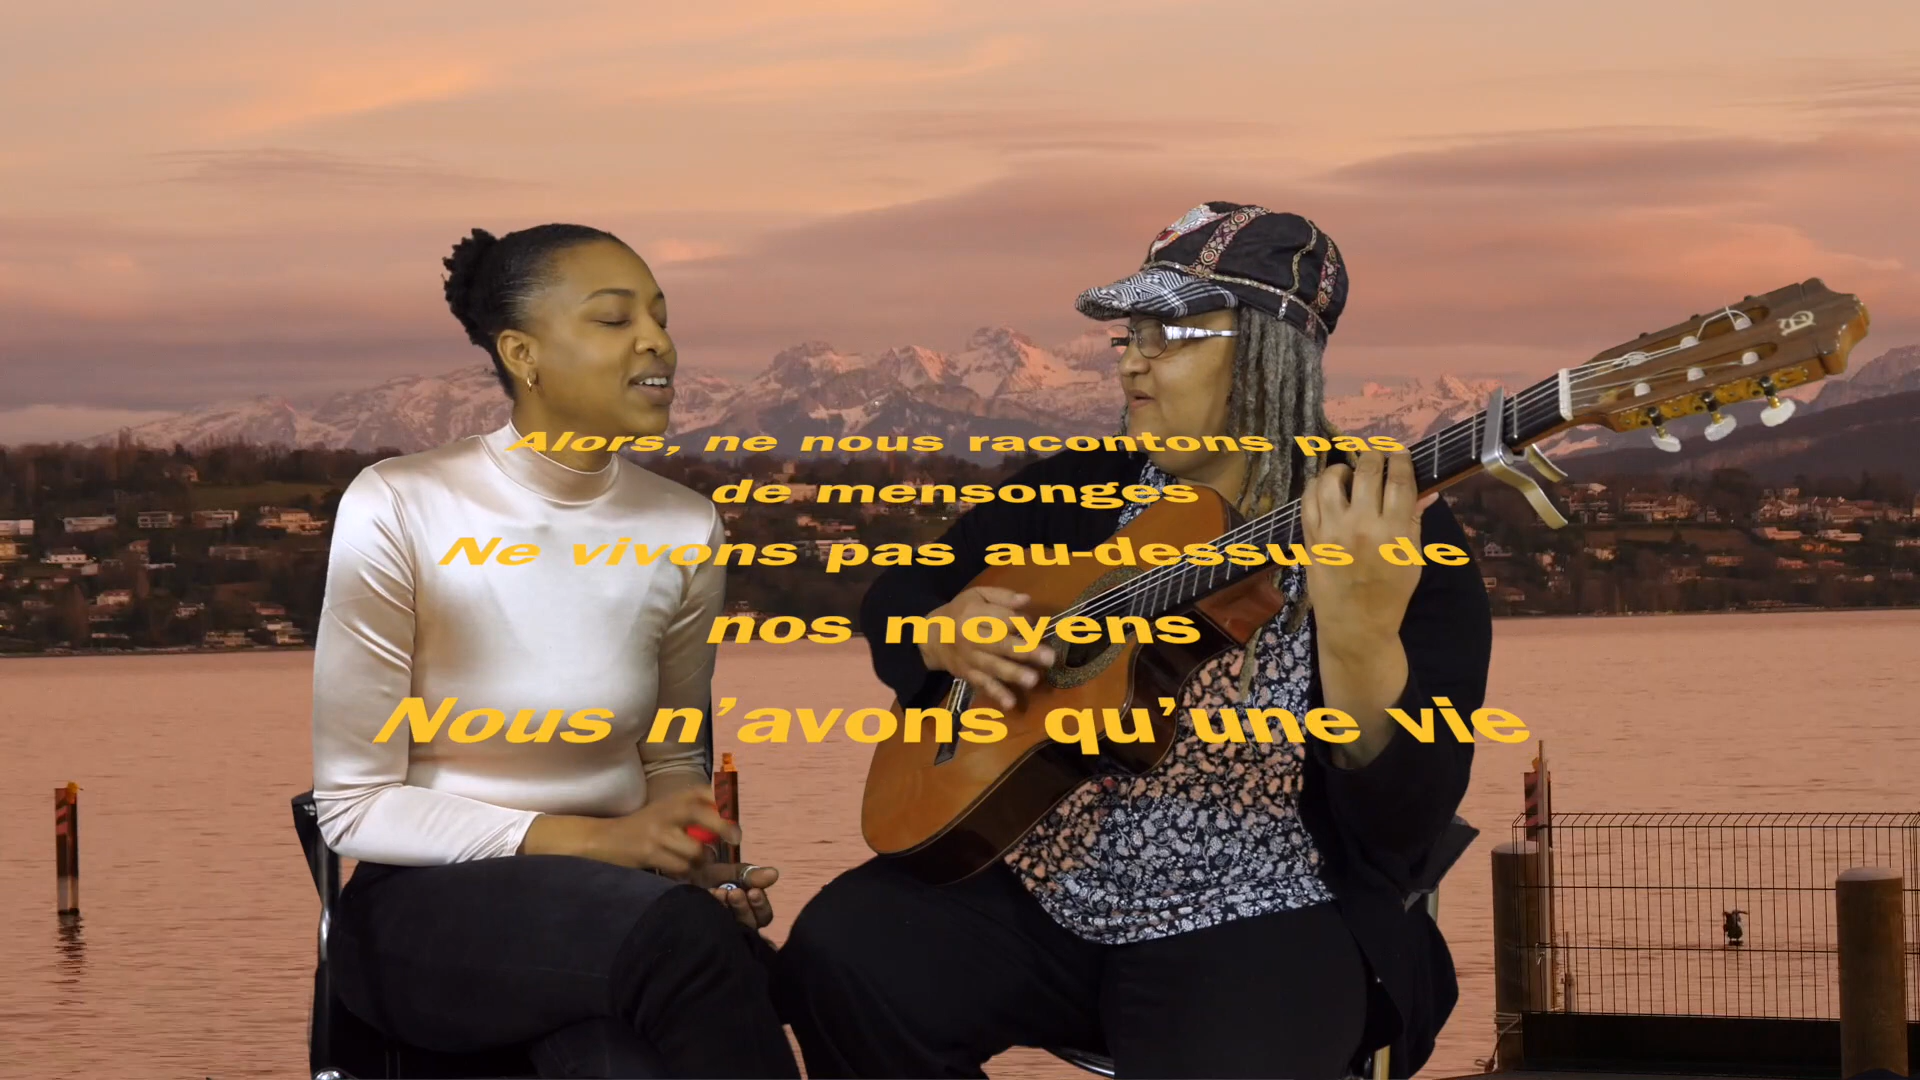 Alors, ne nous racontons pas
de mensonges
Ne vivons pas au-dessus de
nos moyens
Nous n’avons qu’une vie